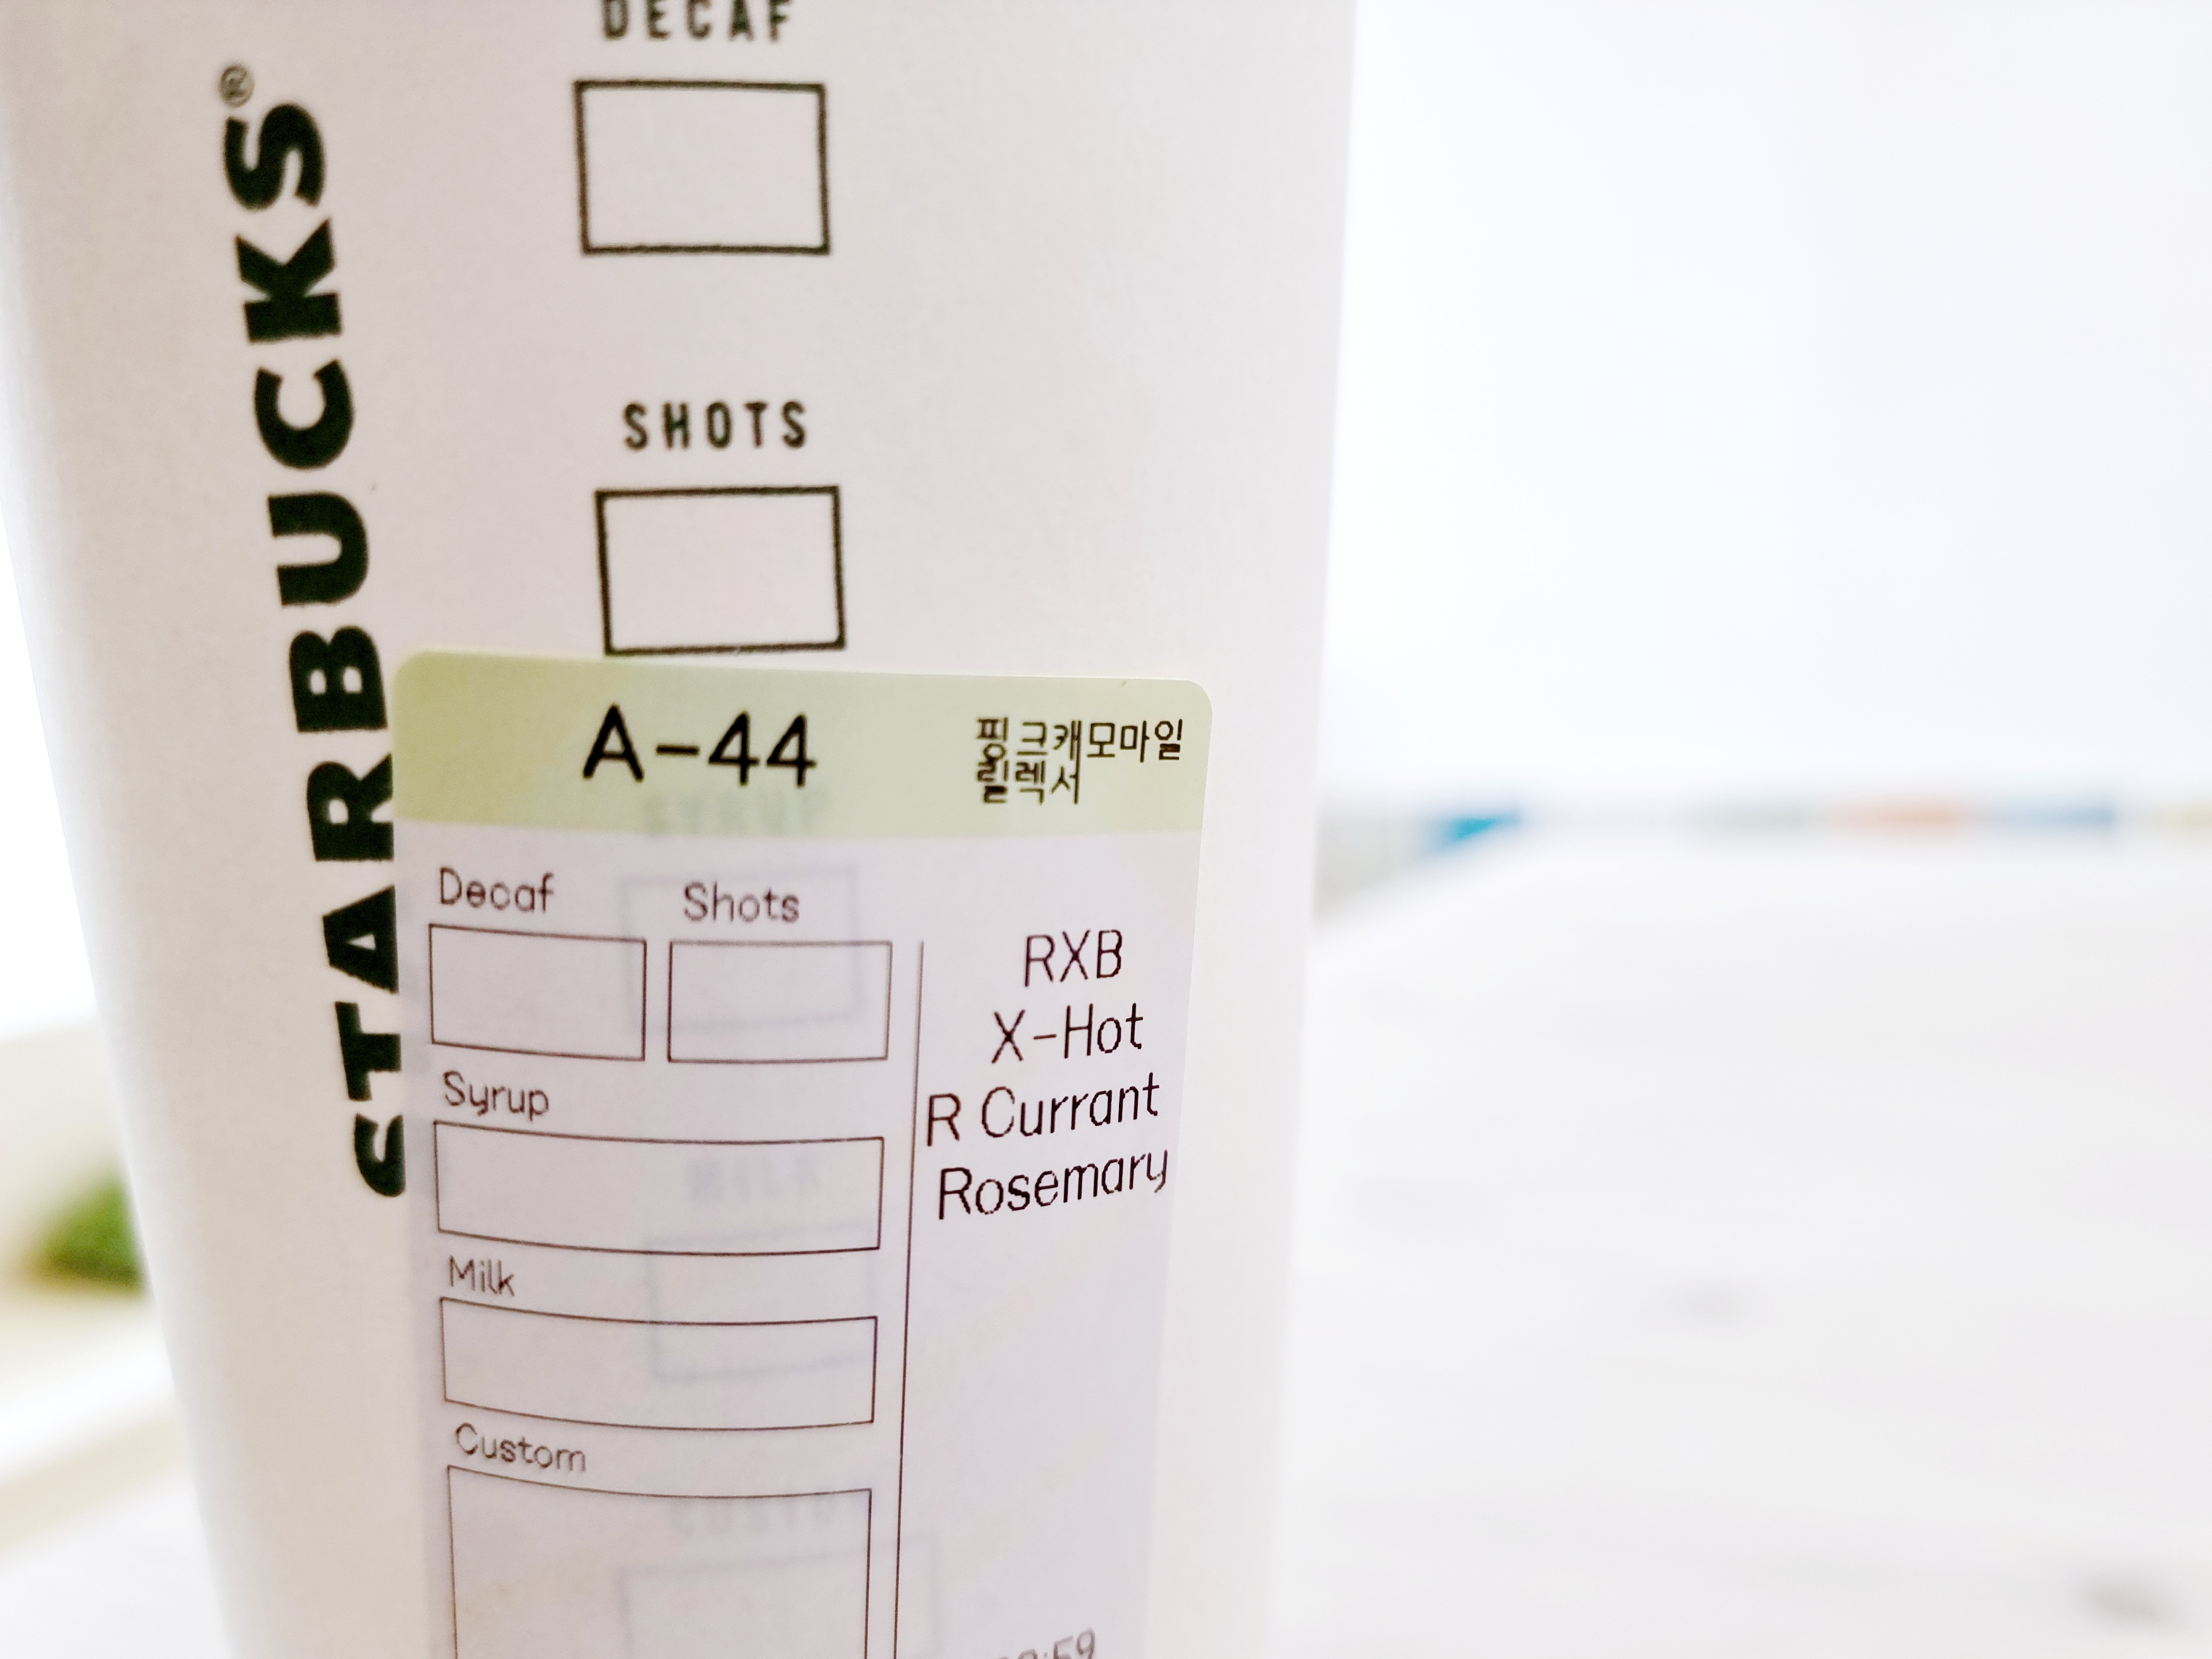 DECAF
STARBUCKS®
SHOTS
A-44
핑크캐모마일
릴렉서
Decaf
Shots
RXB
X-Hot
R Currant
Rosemary
Syrup
Milk
Custom